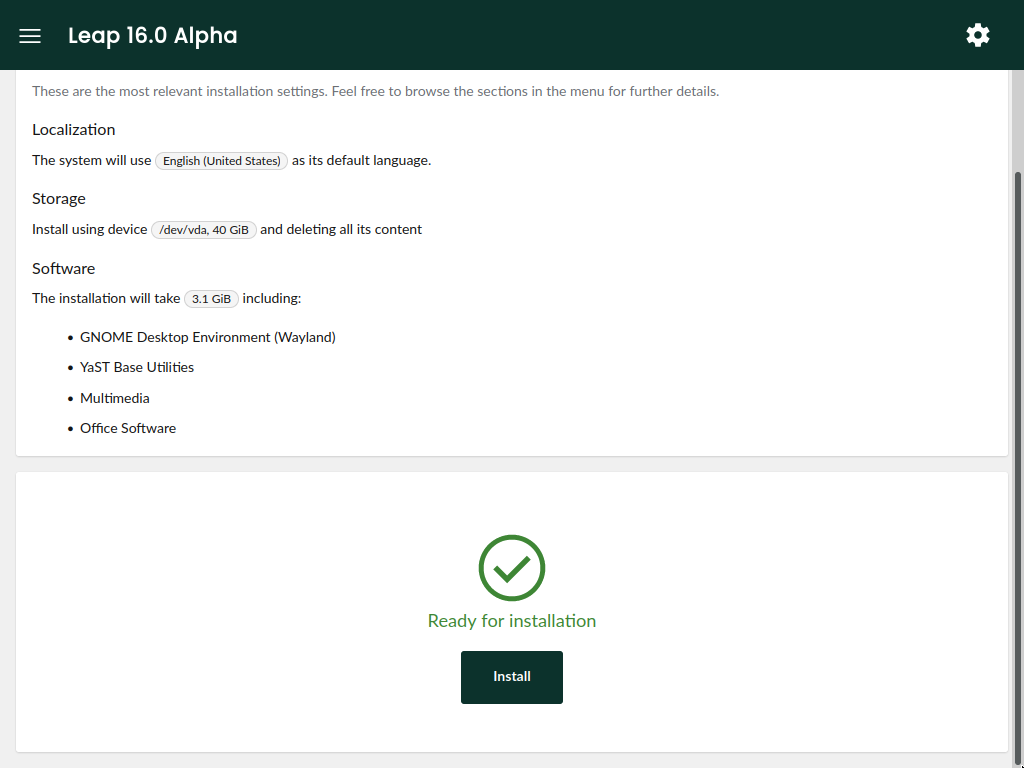 Leap 16.0 Alpha
These are the most relevant installation settings. Feel free to browse the sections in the menu for further details.
Localization
The system will use English (United States) as its default language.
Storage
Install using device /dev/vda, 40 GiB and deleting all its content
Software
The installation will take 3.1 GiB including:
• GNOME Desktop Environment (Wayland)
• YaST Base Utilities
• Multimedia
• Office Software
Ready for installation
Install